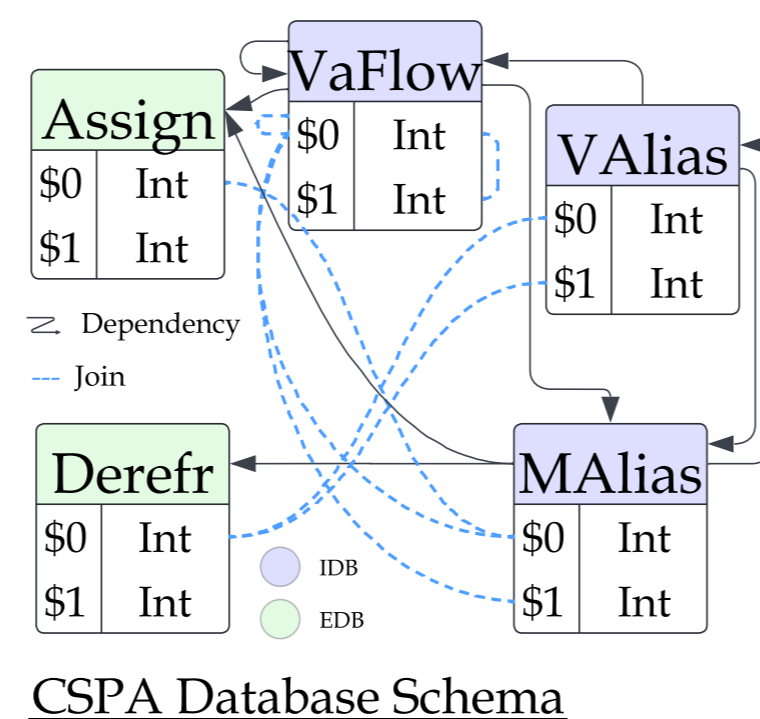 VaFlow
$0 Int
$1 Int
Assign
$0 Int
$1 Int
VAlias
$0 Int
$1 Int
Dependency
Join
Derefr
$0 Int
$1 Int
MAlias
$0 Int
$1 Int
IDB
EDB
CSPA Database Schema